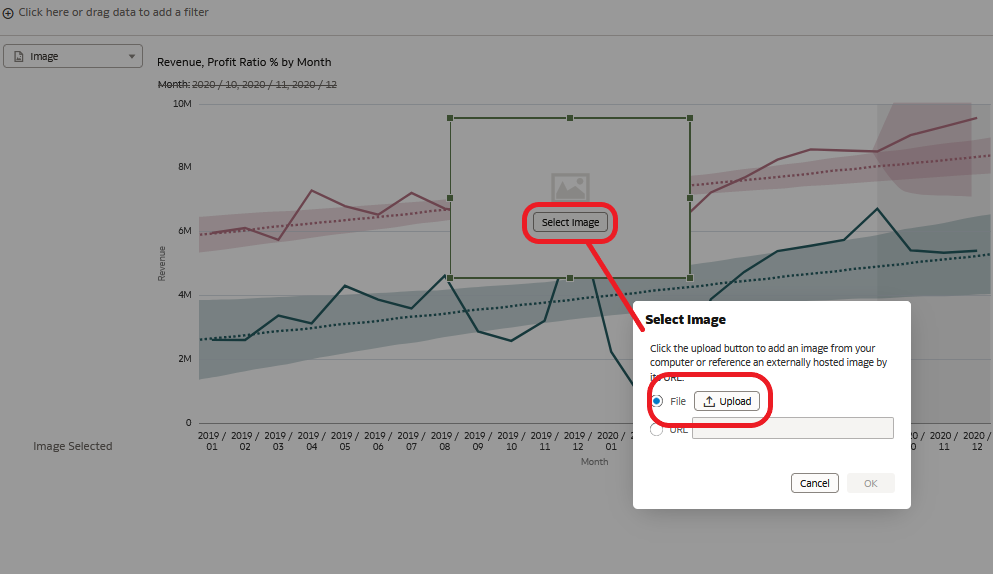 Click here or drag data to add a filter
Image
Revenue, Profit Ratio % by Month
Month: 2020 / 10, 2020 / 11, 2020 / 12
10M
8M
6M
4M
2M
0
Revenue
Select Image
Select Image
Click the upload button to add an image from your
computer or reference an externally hosted image by
its URL.
File
Upload
URL
Cancel
OK
2019 / 01
2019 / 02
2019 / 03
2019 / 04
2019 / 05
2019 / 06
2019 / 07
2019 / 08
2019 / 09
2019 / 10
2019 / 11
2019 / 12
2020 / 01
2020 / 11
2020 / 12
Month
Image Selected